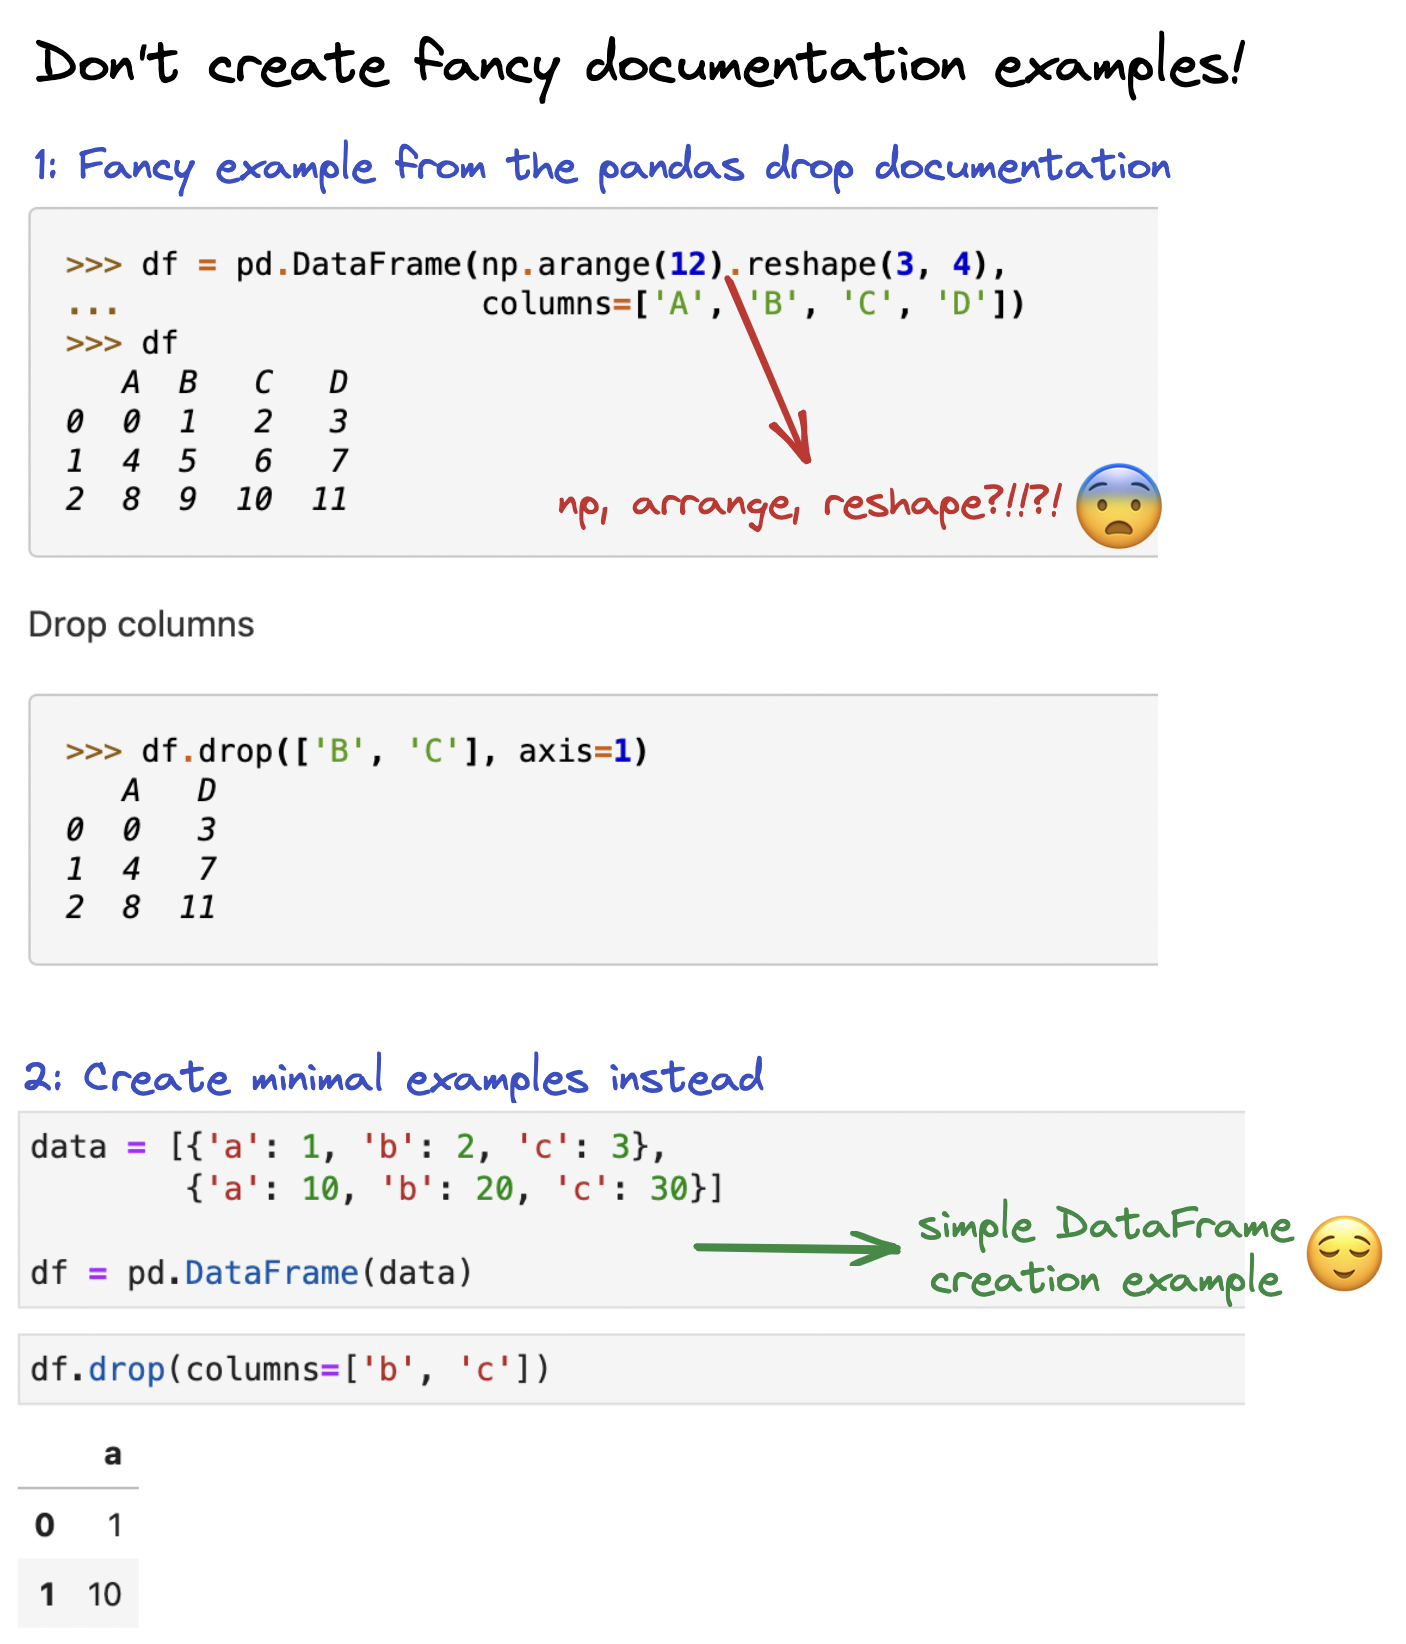 Don't create fancy documentation examples!
1: Fancy example from the pandas drop documentation
>>> df = pd.DataFrame(np.arange(12).reshape(3, 4),
...                   columns=['A', 'B', 'C', 'D'])
>>> df
   A  B   C   D
0  0  1   2   3
1  4  5   6   7
2  8  9  10  11
np, arrange, reshape?!!?!
Drop columns
>>> df.drop(['B', 'C'], axis=1)
   A   D
0  0   3
1  4   7
2  8  11
2: Create minimal examples instead
data = [{'a': 1, 'b': 2, 'c': 3},
        {'a': 10, 'b': 20, 'c': 30}]
df = pd.DataFrame(data)
simple DataFrame
creation example
df.drop(columns=['b', 'c'])
a
0 1
1 10